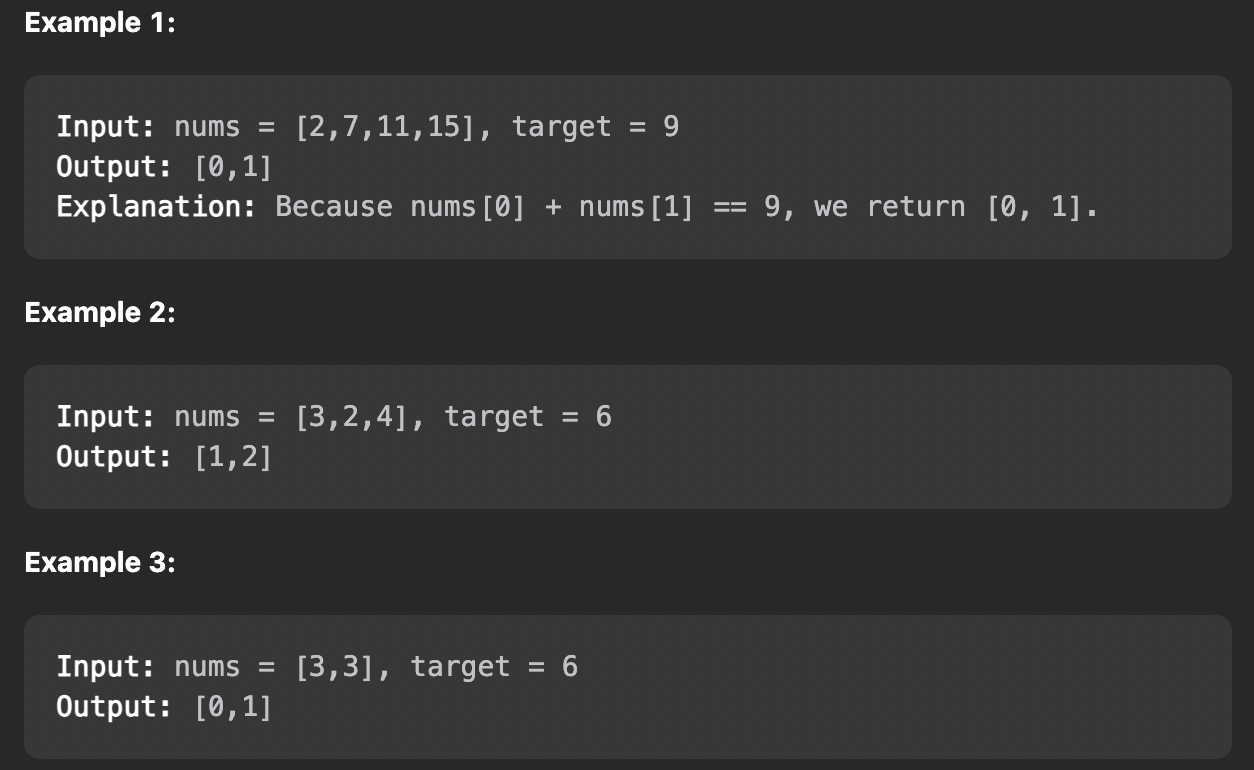 Example 1:
Input: nums = [2,7,11,15], target = 9
Output: [0,1]
Explanation: Because nums[0] + nums[1] == 9, we return [0, 1].
Example 2:
Input: nums = [3,2,4], target = 6
Output: [1,2]
Example 3:
Input: nums = [3,3], target = 6
Output: [0,1]